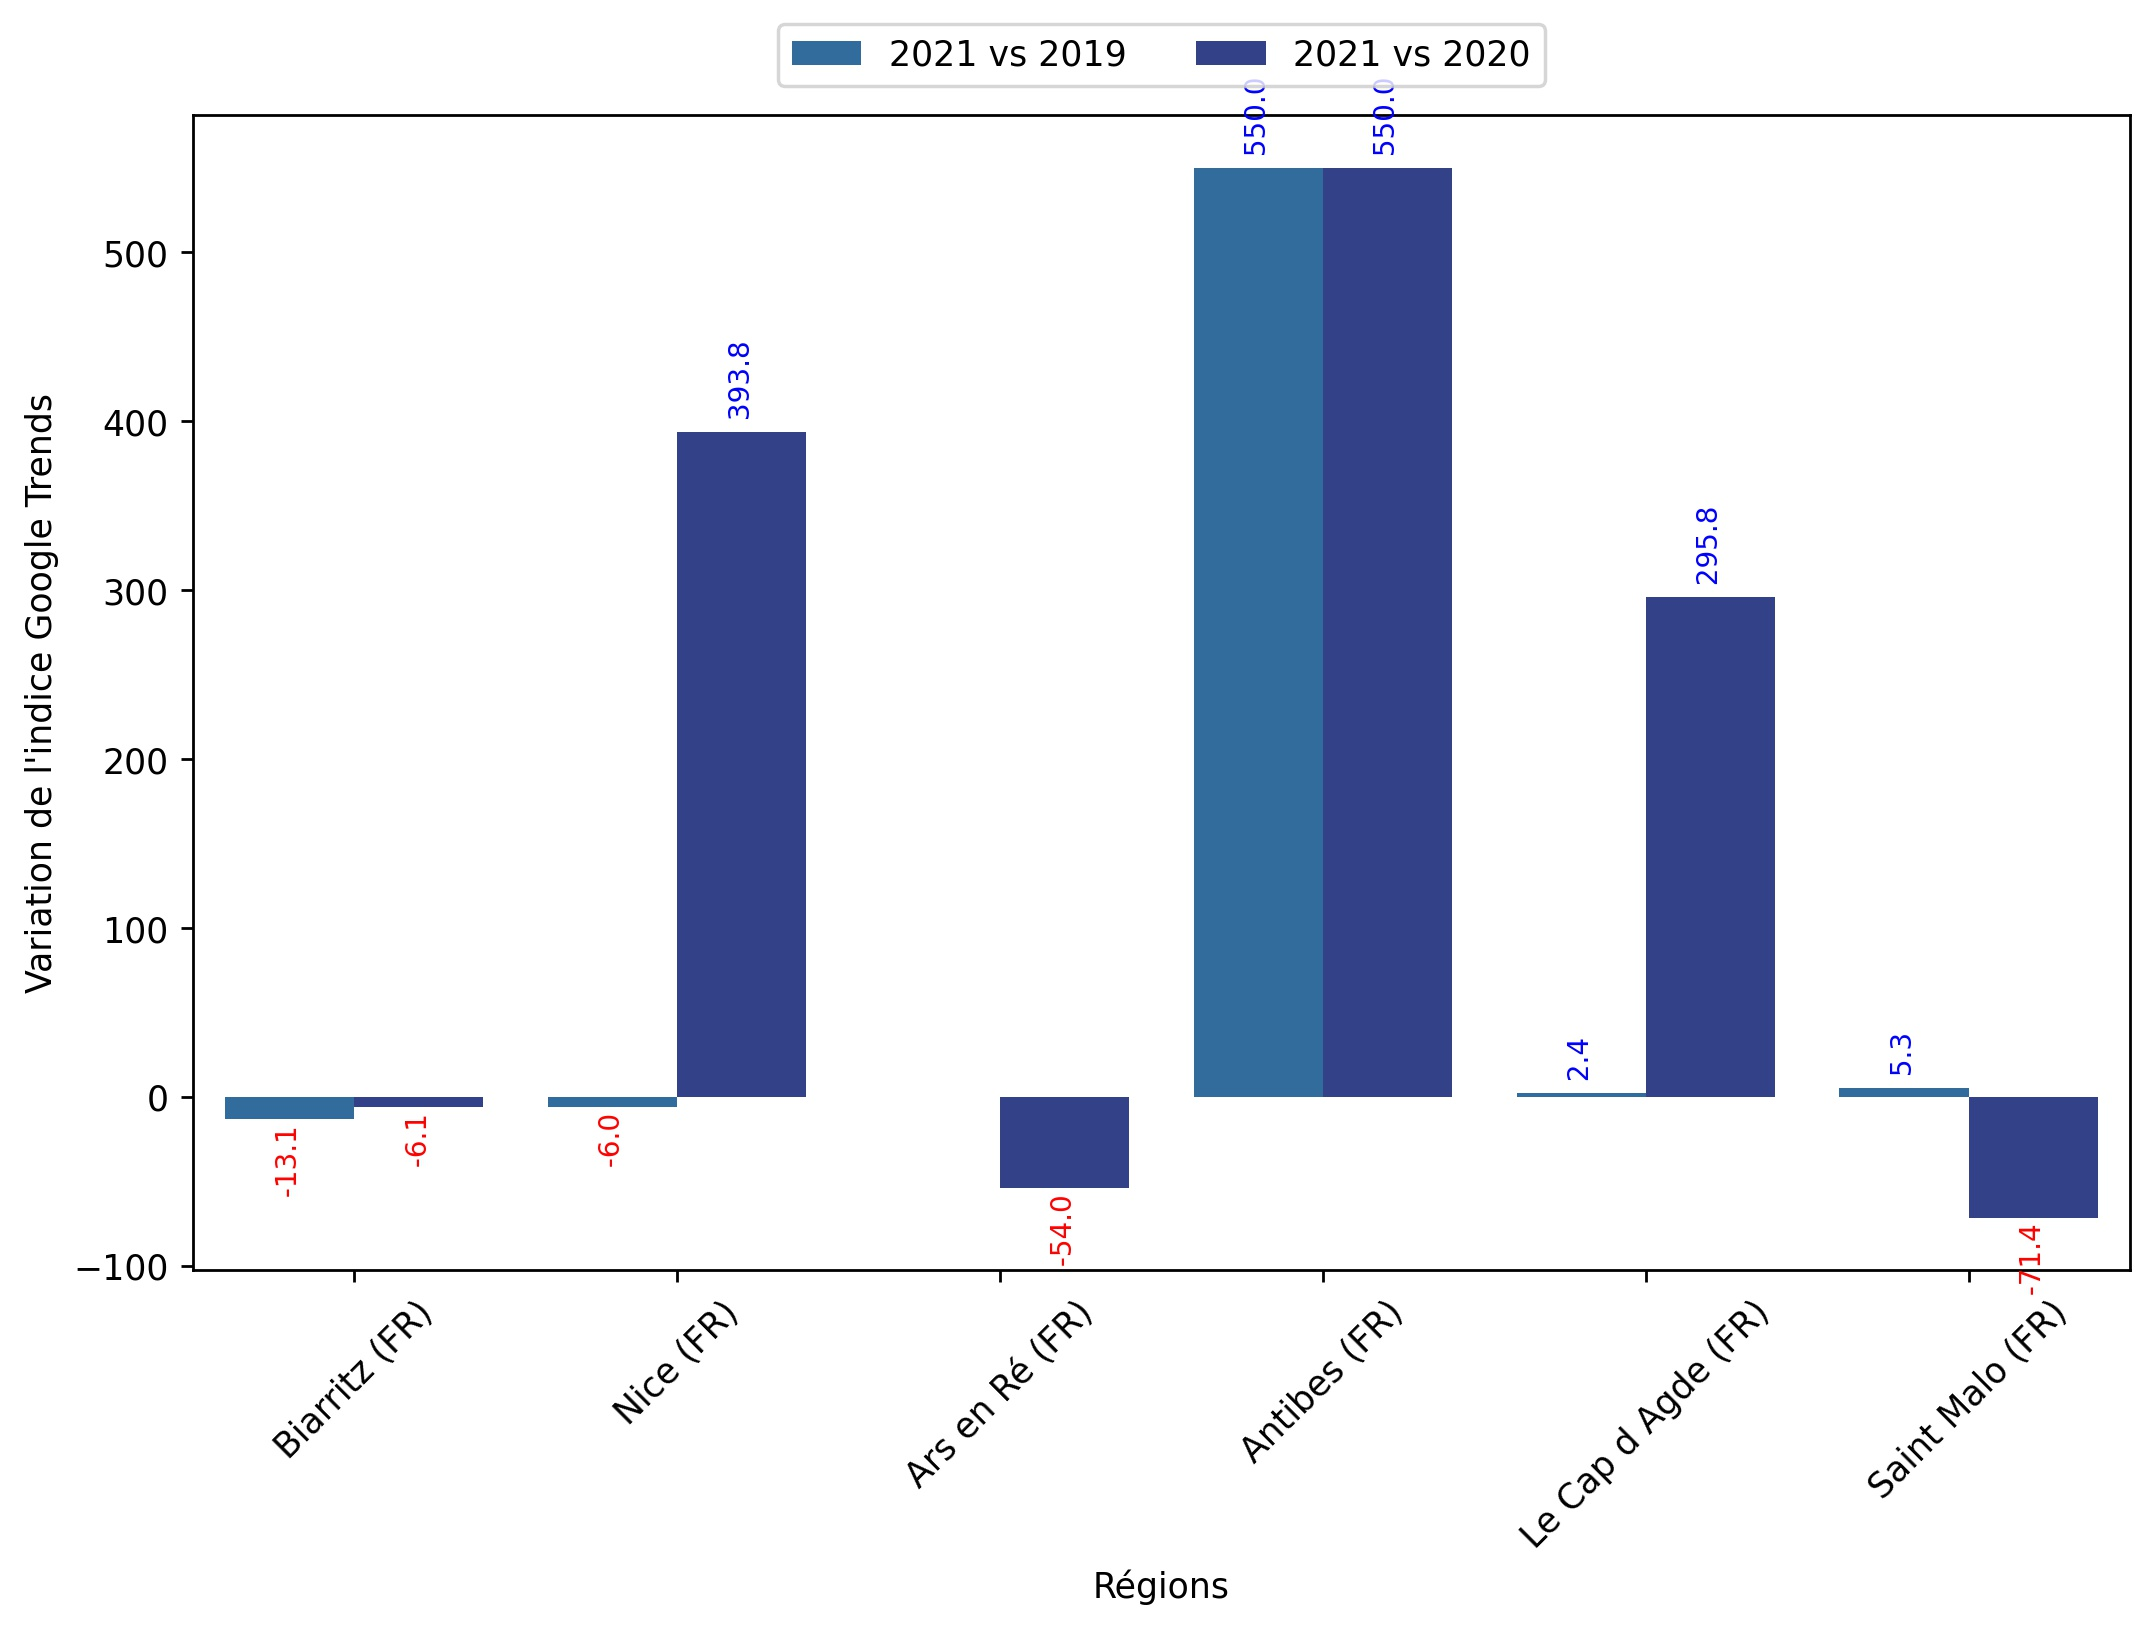 2021 vs 2019
2021 vs 2020
Variation de l'indice Google Trends
500
400
300
200
100
0
−100
-13.1
-6.1
-6.0
393.8
-54.0
550.0
550.0
2.4
295.8
5.3
-71.4
Biarritz (FR)
Nice (FR)
Ars en Ré (FR)
Antibes (FR)
Le Cap d Agde (FR)
Saint Malo (FR)
Régions